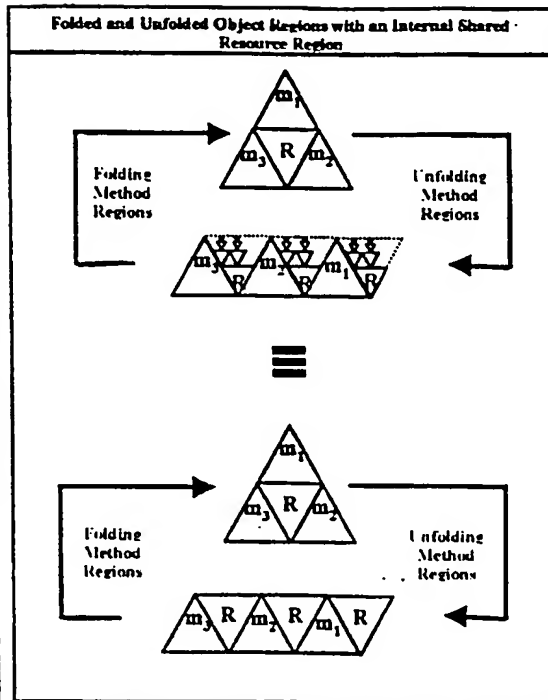 Folded and Unfolded Object Regions with an Internal Shared
Resource Region
m1
m3 R m2
Folding
Method
Regions
Unfolding
Method
Regions
m3 R m2 R m1 R
m1
m3 R m2
Folding
Method
Regions
Unfolding
Method
Regions
m3 R m2 R m1 R